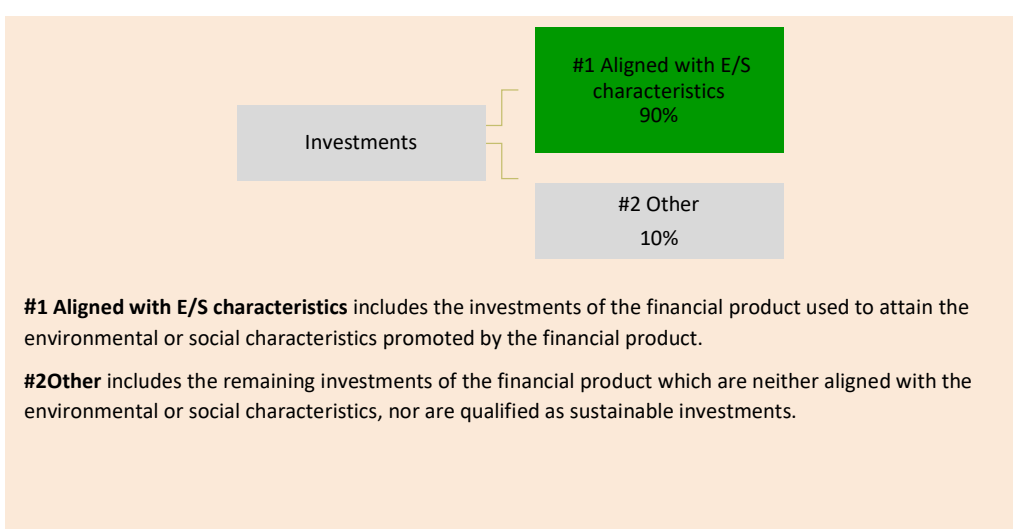 #1 Aligned with E/S
characteristics
90%
Investments
#2 Other
10%
#1 Aligned with E/S characteristics includes the investments of the financial product used to attain the
environmental or social characteristics promoted by the financial product.
#2Other includes the remaining investments of the financial product which are neither aligned with the
environmental or social characteristics, nor are qualified as sustainable investments.